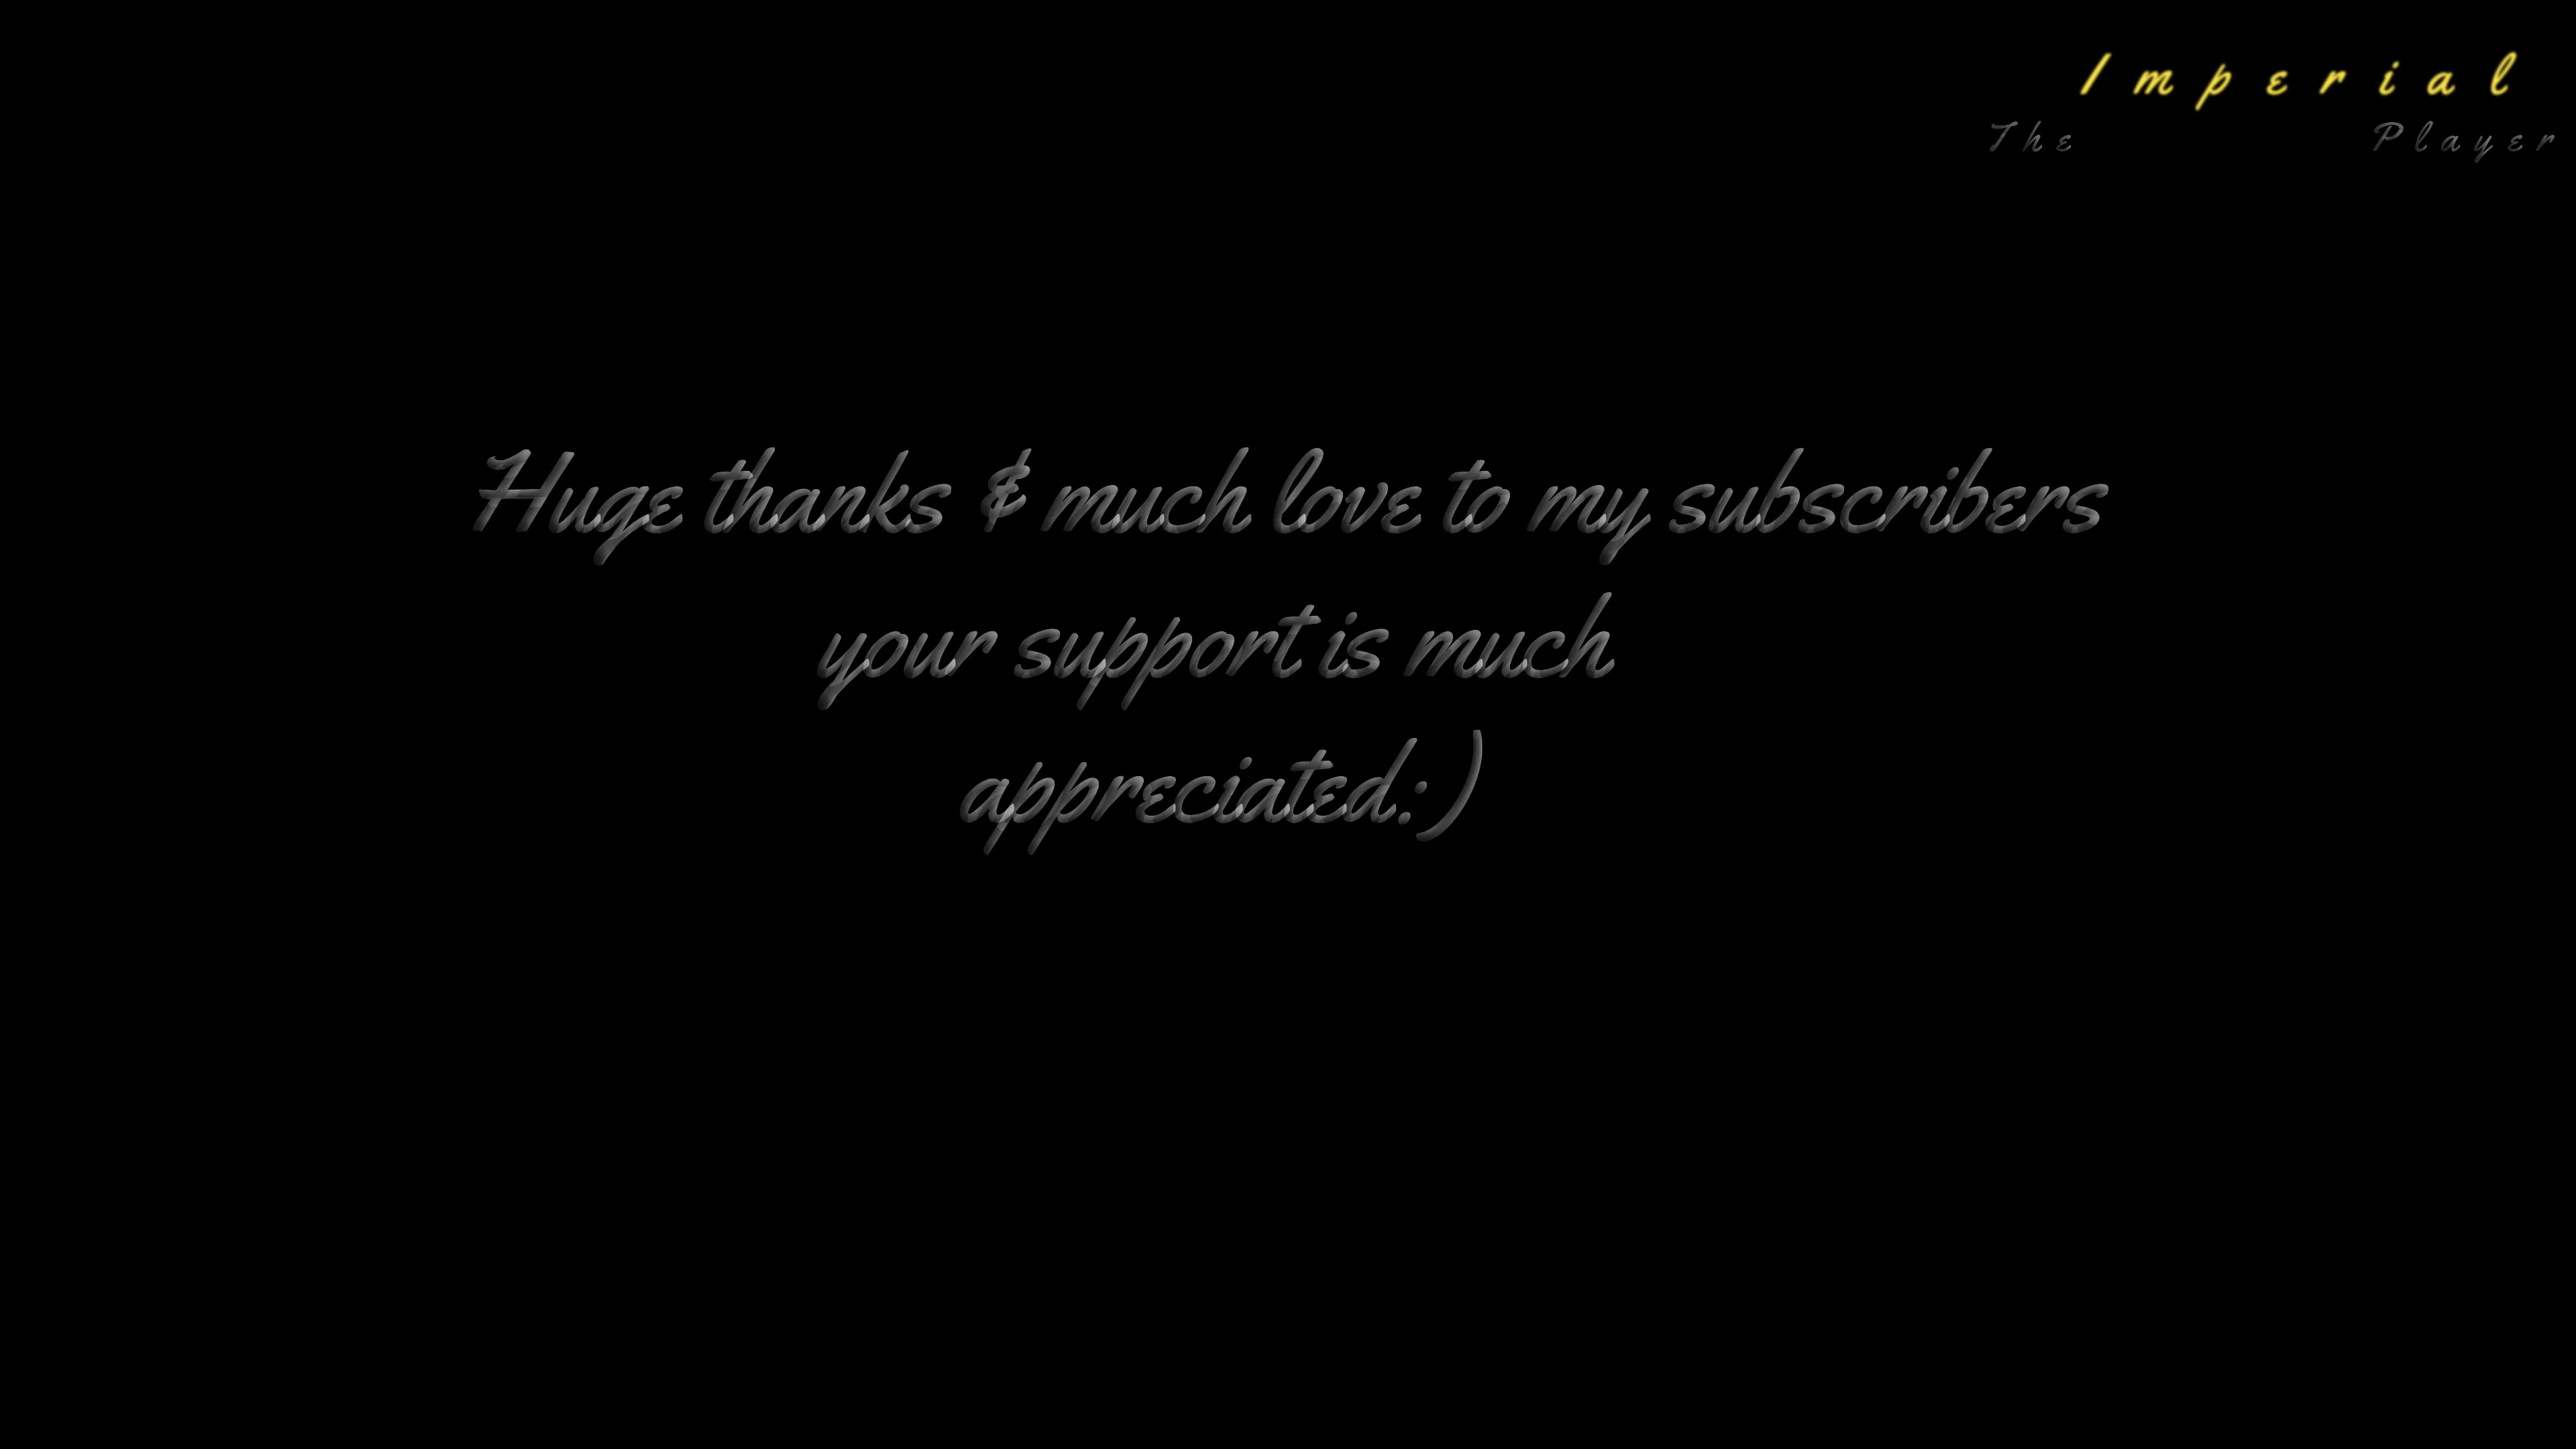 Imperial
The Player
Huge thanks & much love to my subscribers
your support is much
appreciated.:)